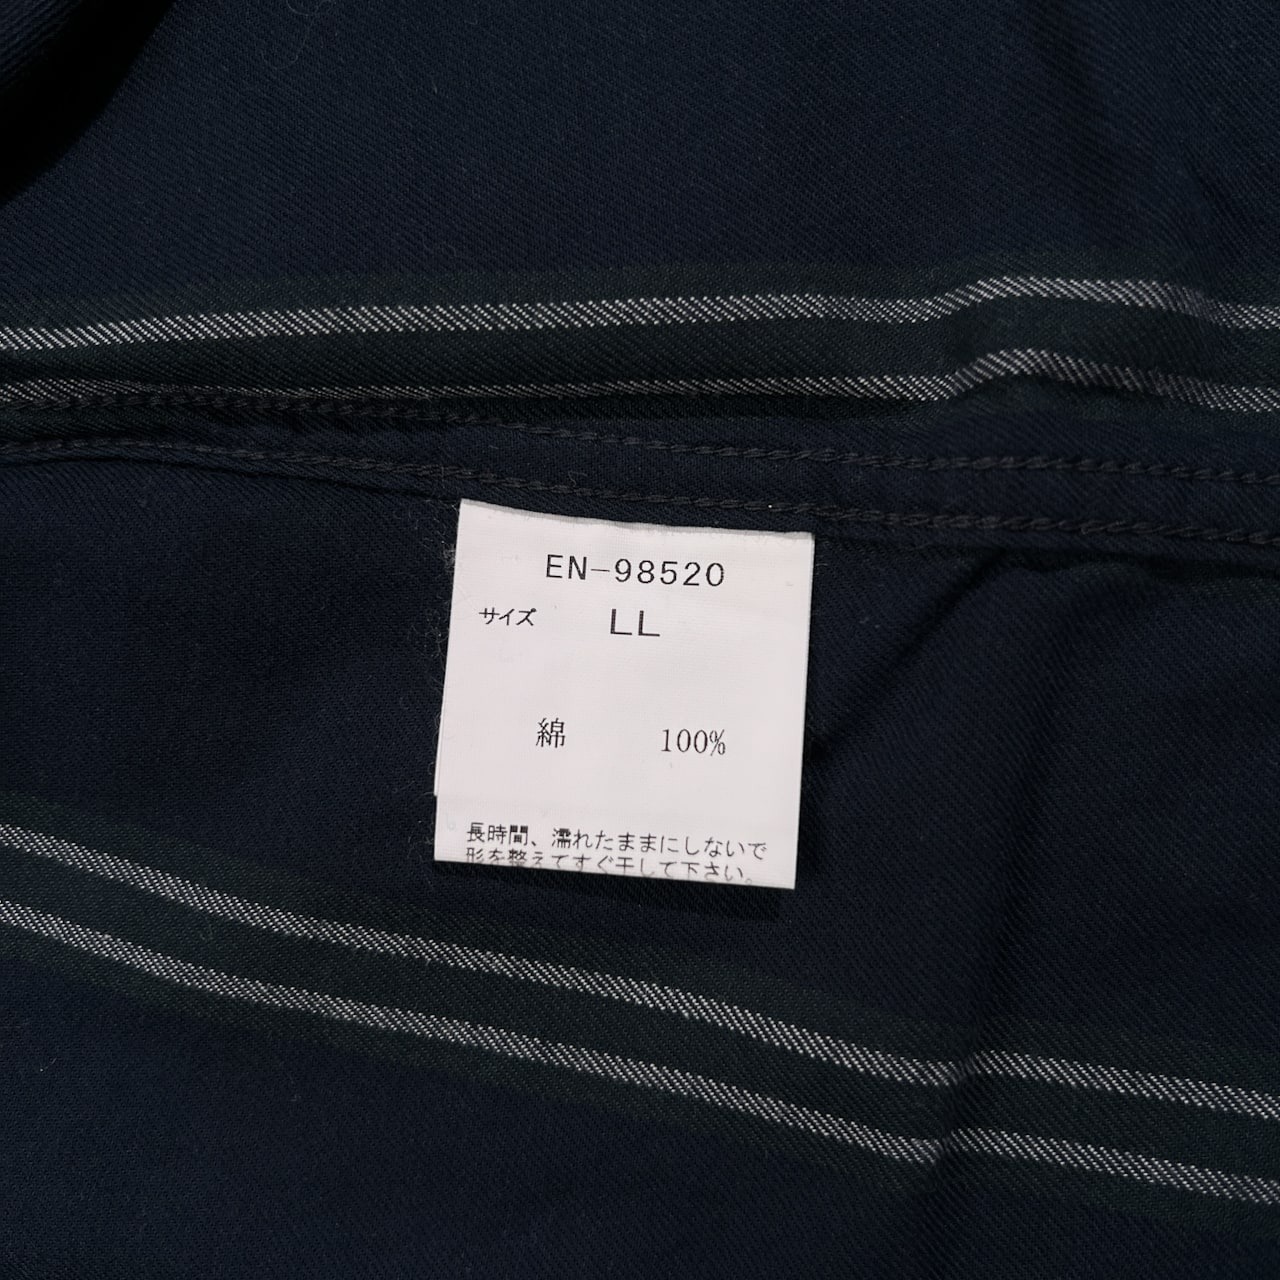 EN-98520
サイズ LL
綿 100%
長時間、濡れたままにしないで
形を整えてすぐ干して下さい。